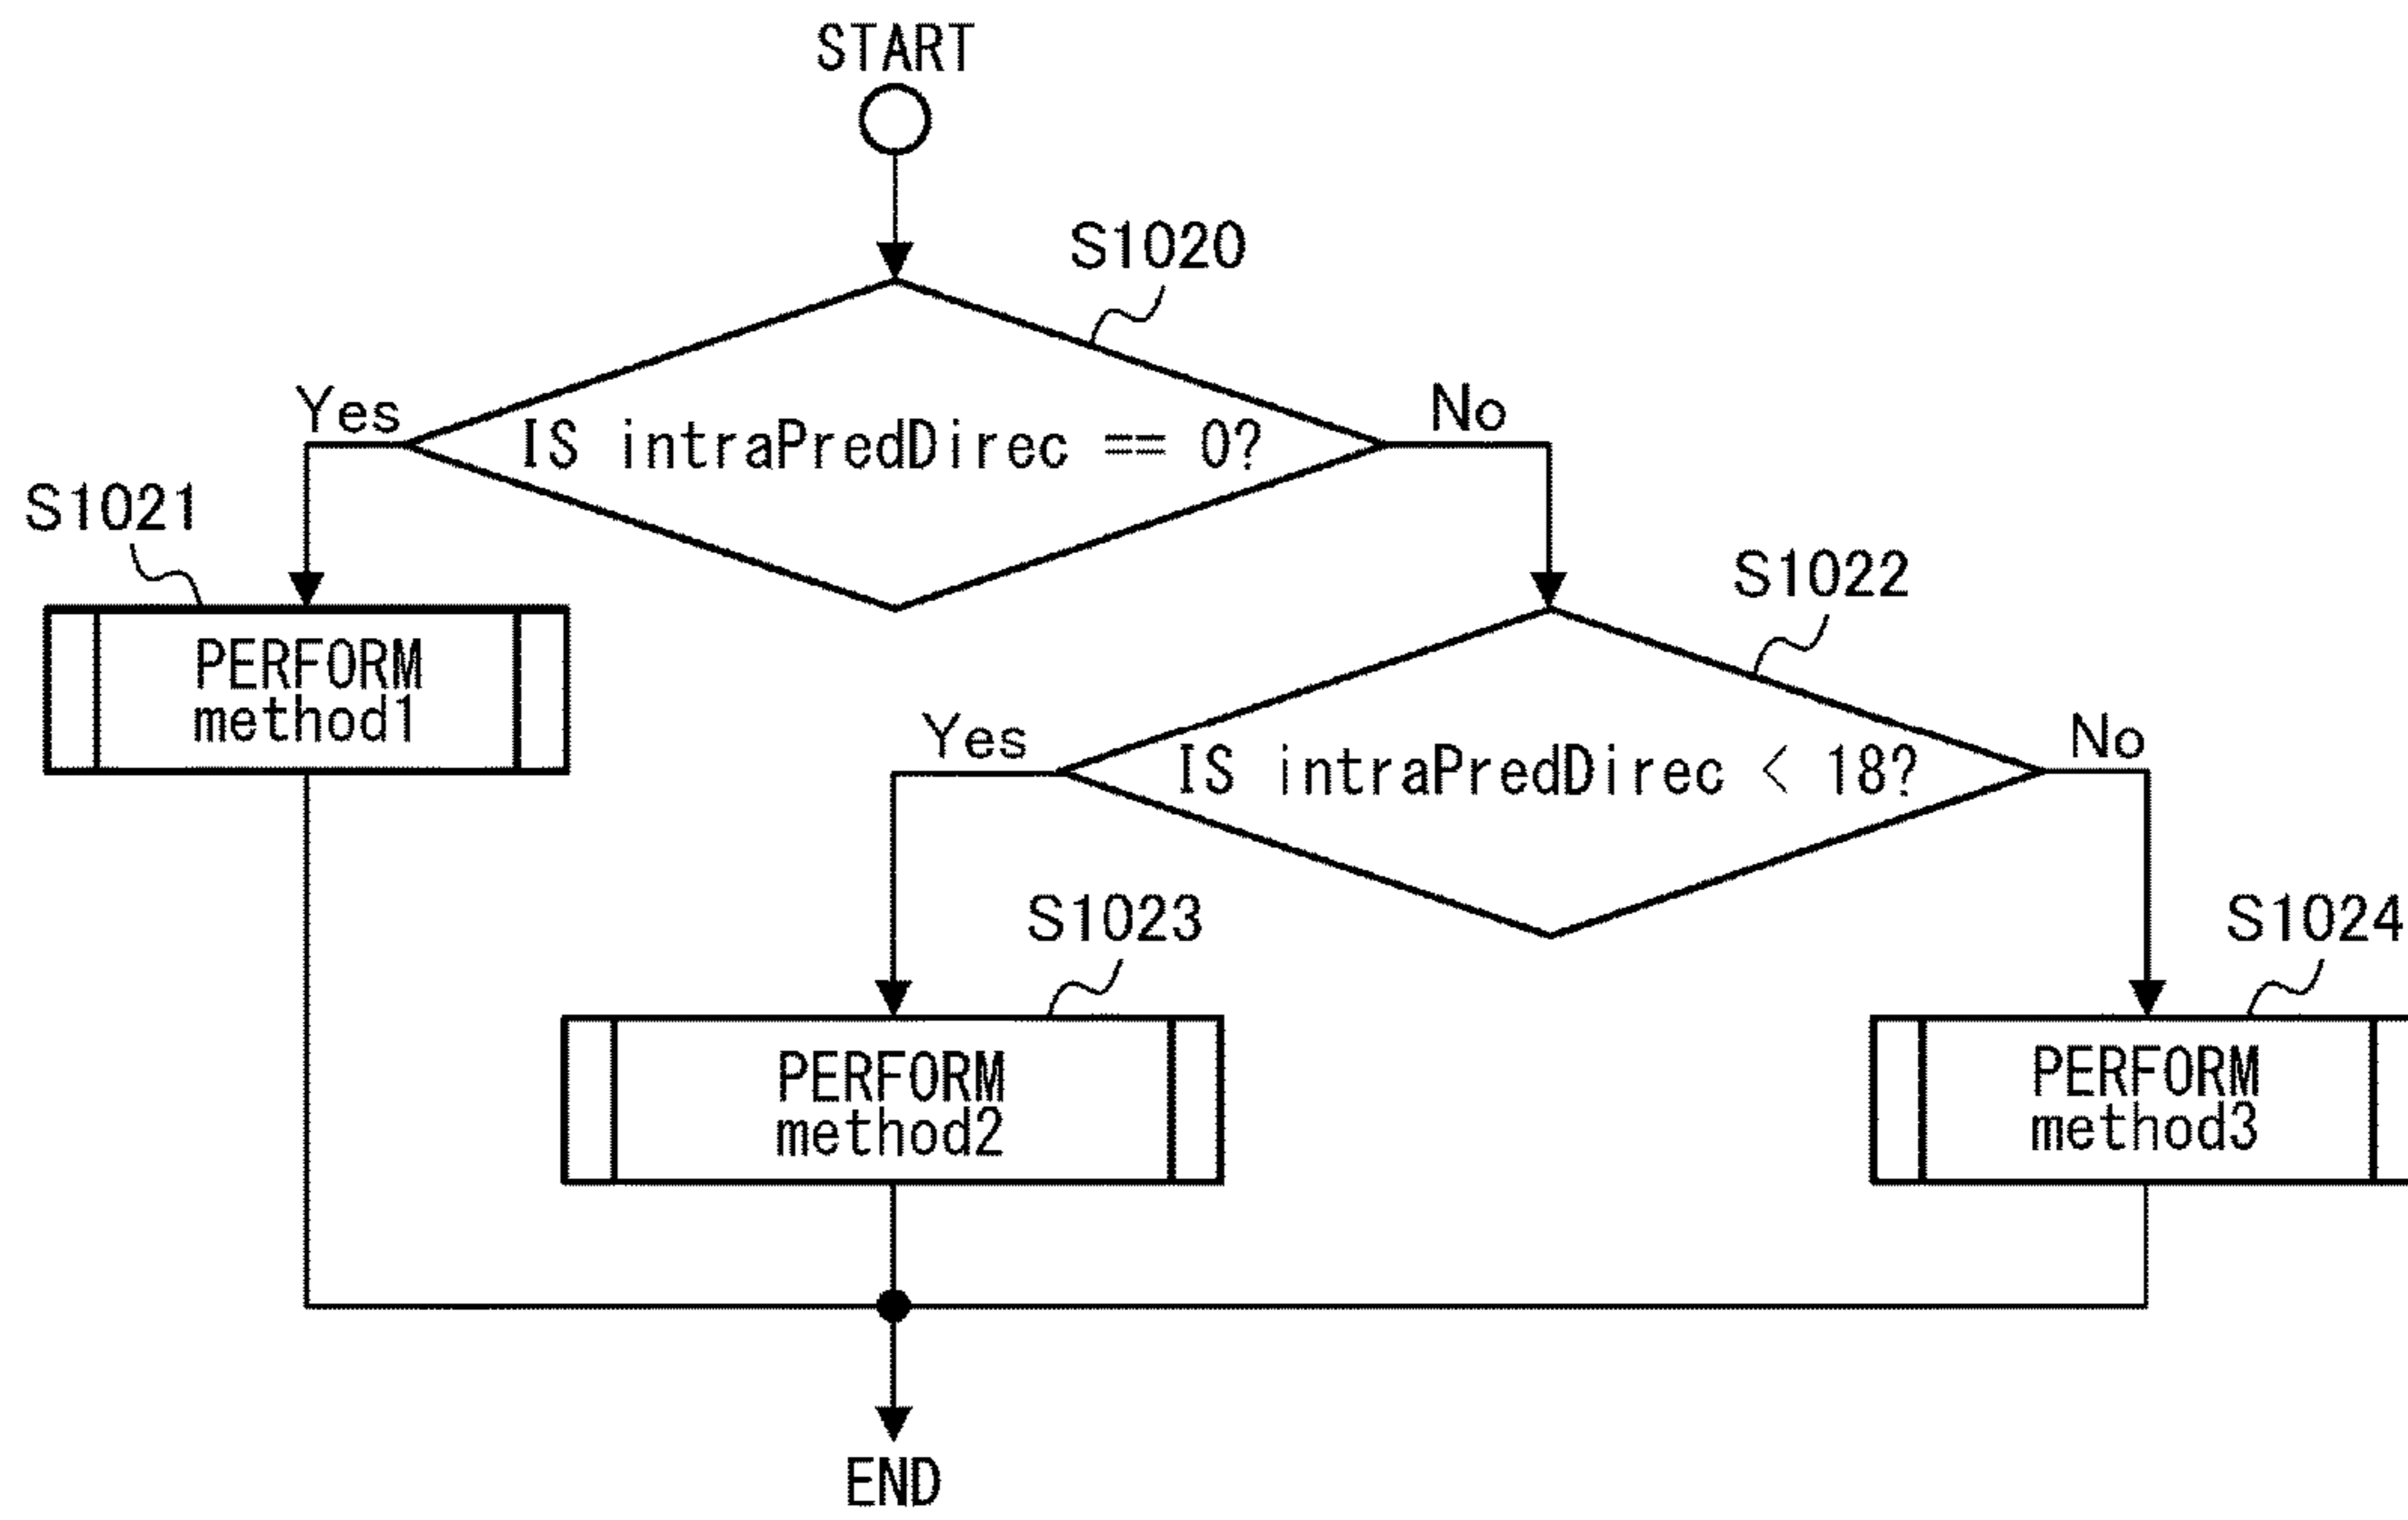 START
S1020
Yes
No
IS intraPredDirec == 0?
S1021
S1022
PERFORM
method1
Yes
No
IS intraPredDirec < 18?
S1023
S1024
PERFORM
method2
PERFORM
method3
END